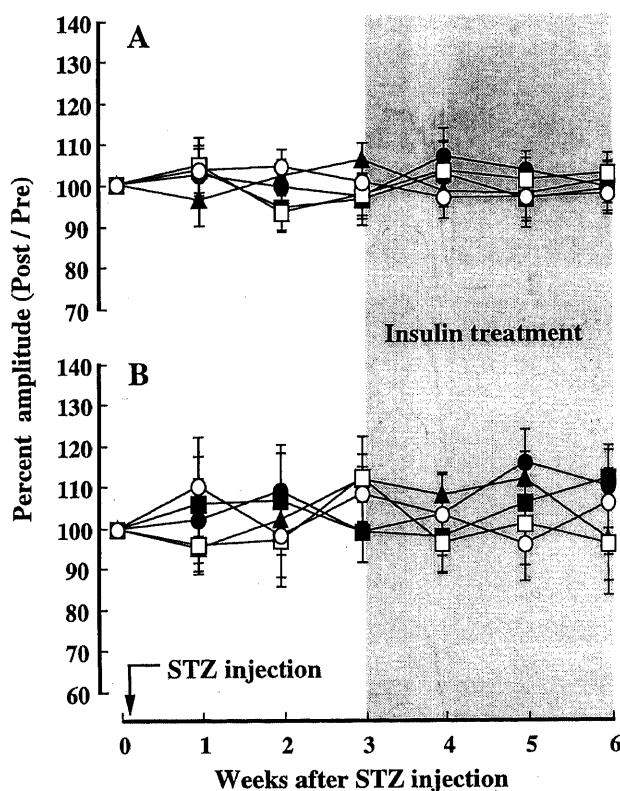 Percent amplitude (Post / Pre)
140
A
130
120
110
100
90
80
70
Insulin treatment
140
B
130
120
110
100
90
80
70
60
STZ injection
0 1 2 3 4 5 6
Weeks after STZ injection